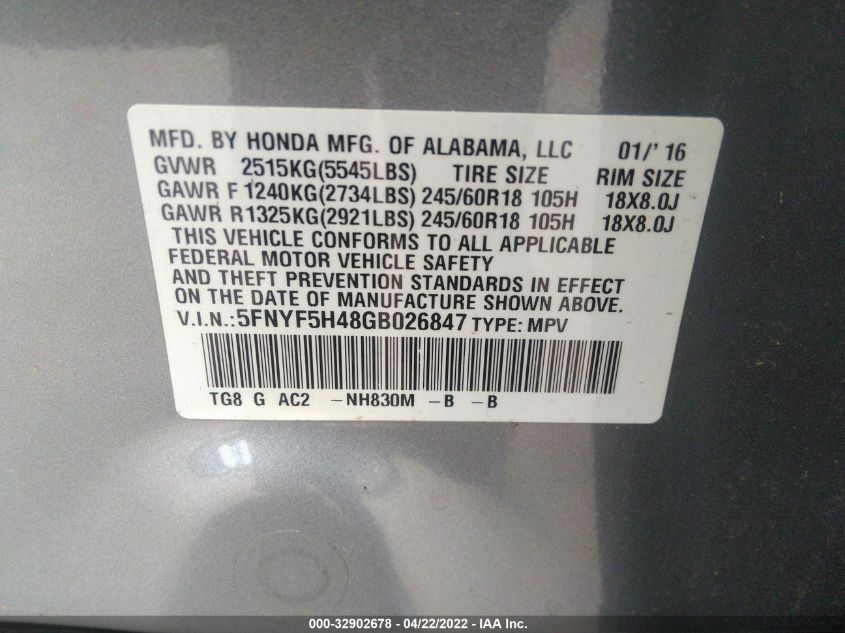 MFD. BY HONDA MFG. OF ALABAMA, LLC 01/' 16
GVWR 2515KG(5545LBS) TIRE SIZE RIM SIZE
GAWR F 1240KG(2734LBS) 245/60R18 105H 18X8.0J
GAWR R1325KG(2921LBS) 245/60R18 105H 18X8.0J
THIS VEHICLE CONFORMS TO ALL APPLICABLE
FEDERAL MOTOR VEHICLE SAFETY
AND THEFT PREVENTION STANDARDS IN EFFECT
ON THE DATE OF MANUFACTURE SHOWN ABOVE.
V.I.N.:5FNYF5H48GB026847 TYPE: MPV
TG8 G AC2 -NH830M -B -B
000-32902678 - 04/22/2022 - IAA Inc.